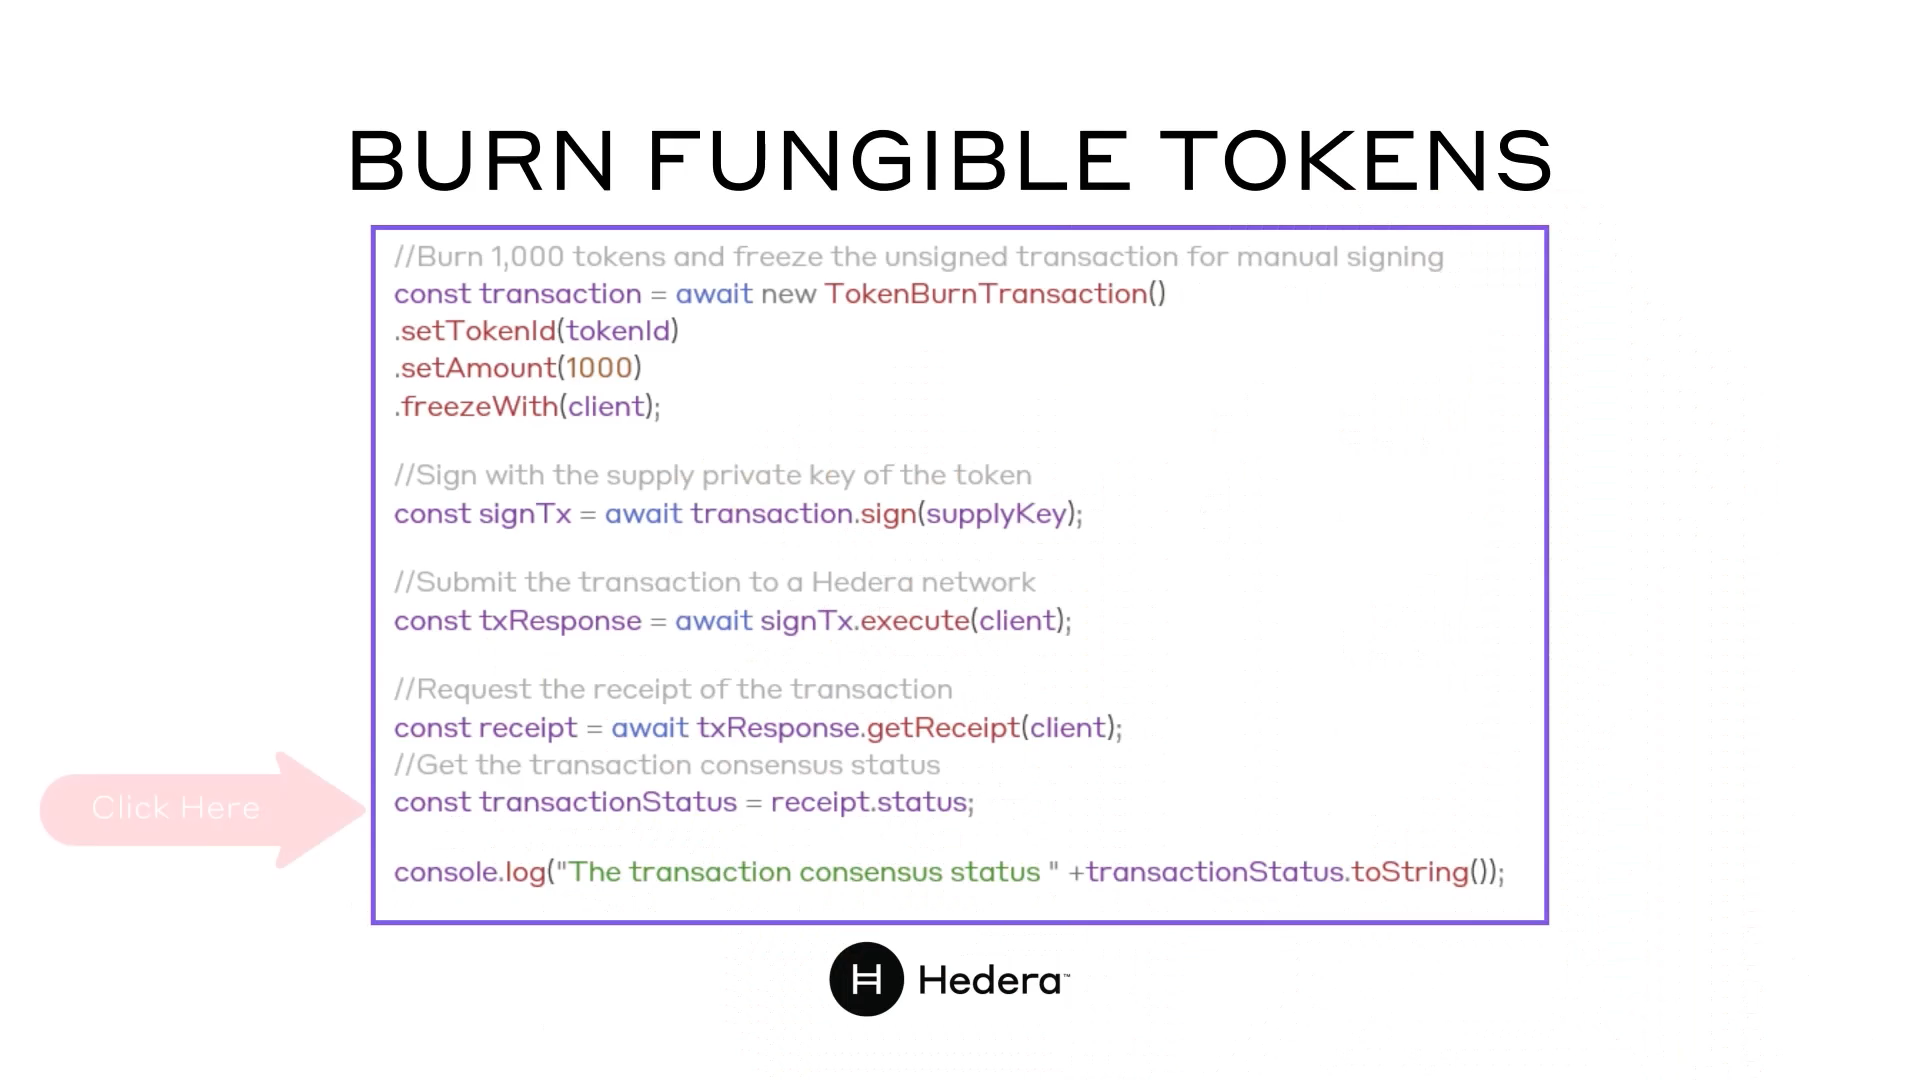 BURN FUNGIBLE TOKENS
//Burn 1,000 tokens and freeze the unsigned transaction for manual signing
const transaction = await new TokenBurnTransaction()
.setTokenId(tokenId)
.setAmount(1000)
.freezeWith(client);
//Sign with the supply private key of the token
const signTx = await transaction.sign(supplyKey);
//Submit the transaction to a Hedera network
const txResponse = await signTx.execute(client);
//Request the receipt of the transaction
const receipt = await txResponse.getReceipt(client);
//Get the transaction consensus status
const transactionStatus = receipt.status;
Click Here
console.log("The transaction consensus status " +transactionStatus.toString());
H Hedera™